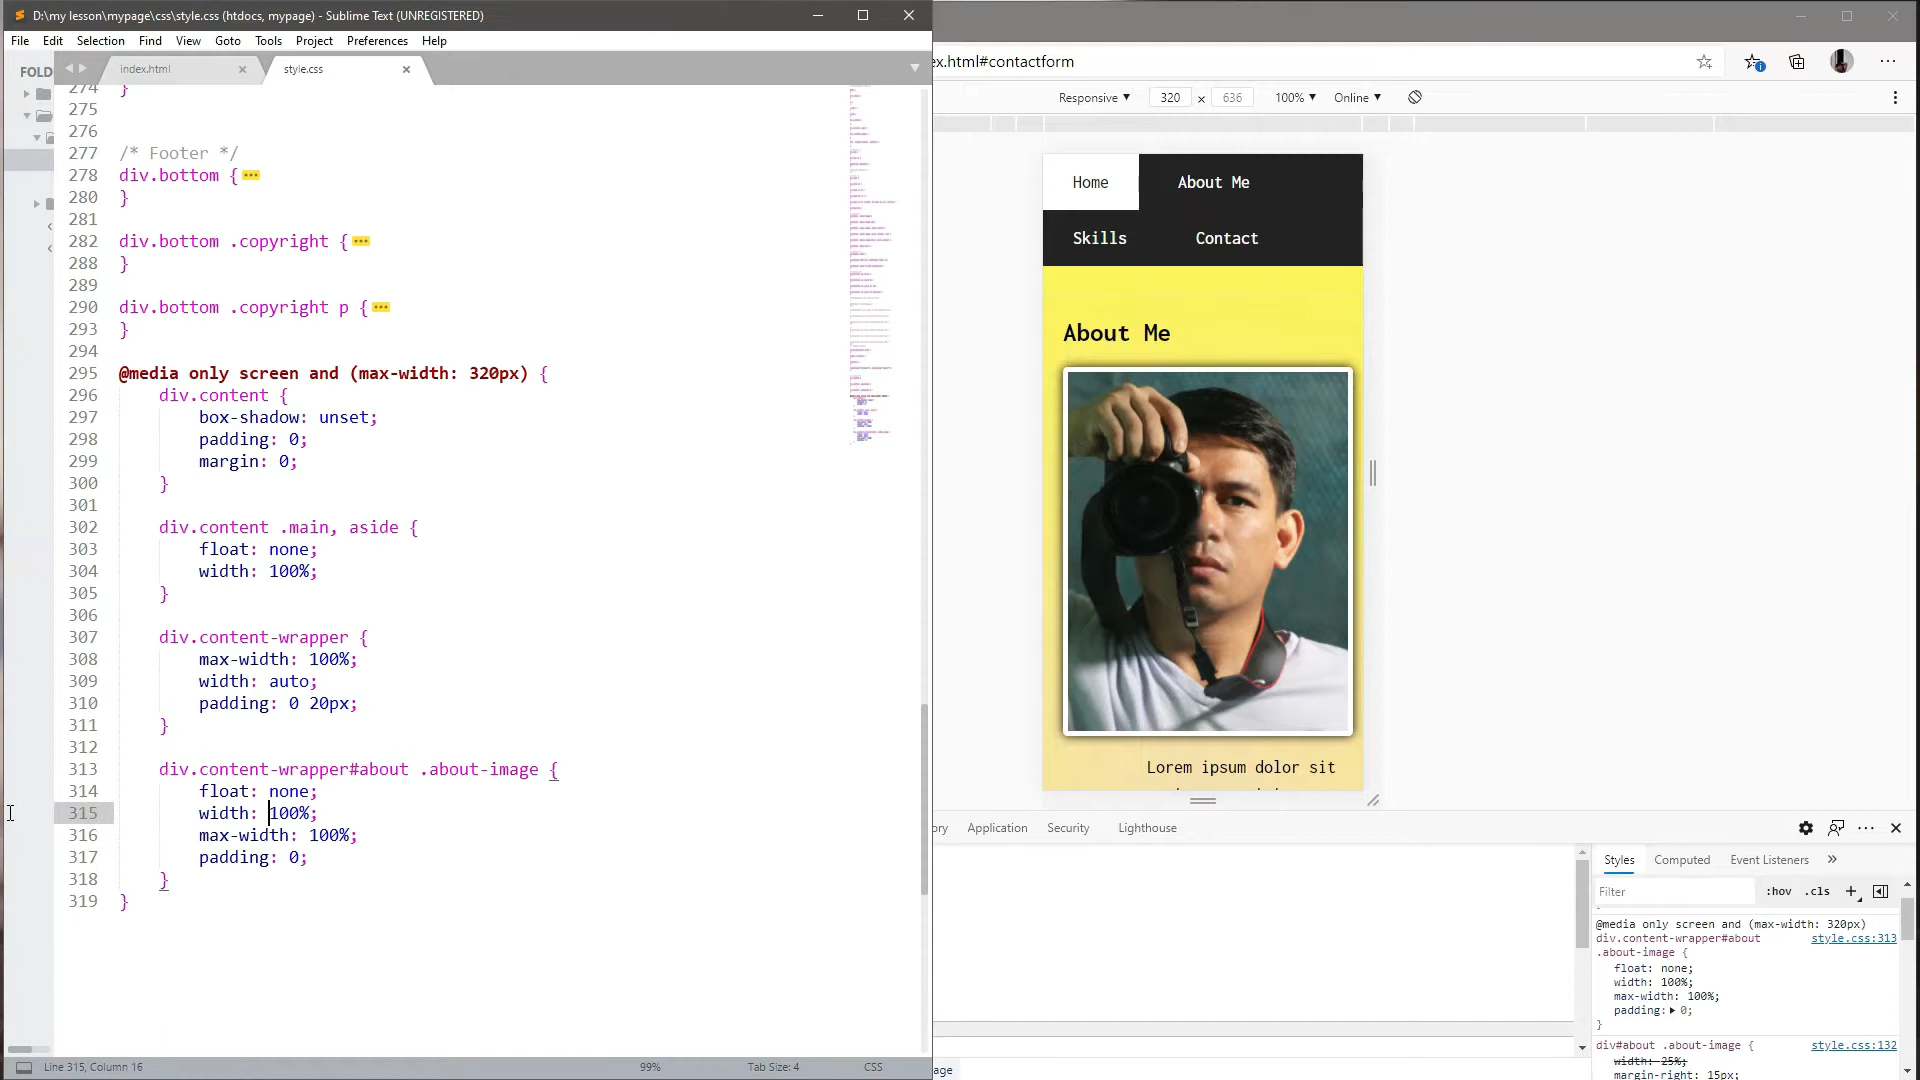 D:\my lesson\mypage\css\style.css (htdocs, mypage) - Sublime Text (UNREGISTERED)
File Edit Selection Find View Goto Tools Project Preferences Help
FOLD
index.html
style.css
274 }
275
276
277 /* Footer */
278 div.bottom {
280 }
281
282 div.bottom .copyright {
288 }
289
290 div.bottom .copyright p {
293 }
294
295 @media only screen and (max-width: 320px) {
296 div.content {
297 box-shadow: unset;
298 padding: 0;
299 margin: 0;
300 }
301
302 div.content .main, aside {
303 float: none;
304 width: 100%;
305 }
306
307 div.content-wrapper {
308 max-width: 100%;
309 width: auto;
310 padding: 0 20px;
311 }
312
313 div.content-wrapper#about .about-image {
314 float: none;
315 width: 100%;
316 max-width: 100%;
317 padding: 0;
318 }
319 }
Line 315, Column 16
99%
Tab Size: 4
CSS
ex.html#contactform
Responsive 320 x 636 100% Online
Home About Me
Skills Contact
About Me
Lorem ipsum dolor sit
ory Application Security Lighthouse
Styles Computed Event Listeners »
Filter :hov .cls +
}
@media only screen and (max-width: 320px)
div.content-wrapper#about style.css:313
.about-image {
float: none;
width: 100%;
max-width: 100%;
padding: 0;
}
div#about .about-image { style.css:132
width: 25%;
margin-right: 15px;
age